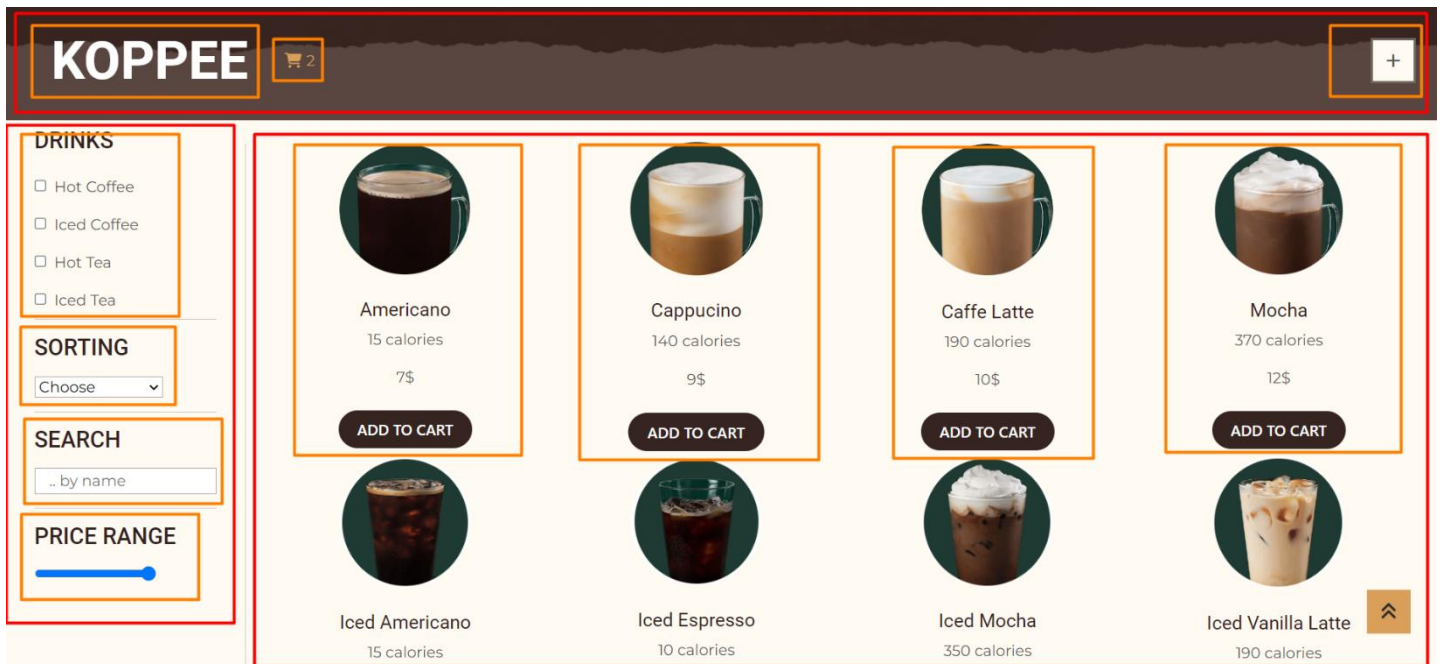 KOPPEE 2 +
DRINKS
Hot Coffee
Iced Coffee
Hot Tea
Iced Tea
SORTING
Choose
SEARCH
.. by name
PRICE RANGE
Americano
15 calories
7$
ADD TO CART
Cappucino
140 calories
9$
ADD TO CART
Caffe Latte
190 calories
10$
ADD TO CART
Mocha
370 calories
12$
ADD TO CART
Iced Americano
15 calories
Iced Espresso
10 calories
Iced Mocha
350 calories
Iced Vanilla Latte
190 calories